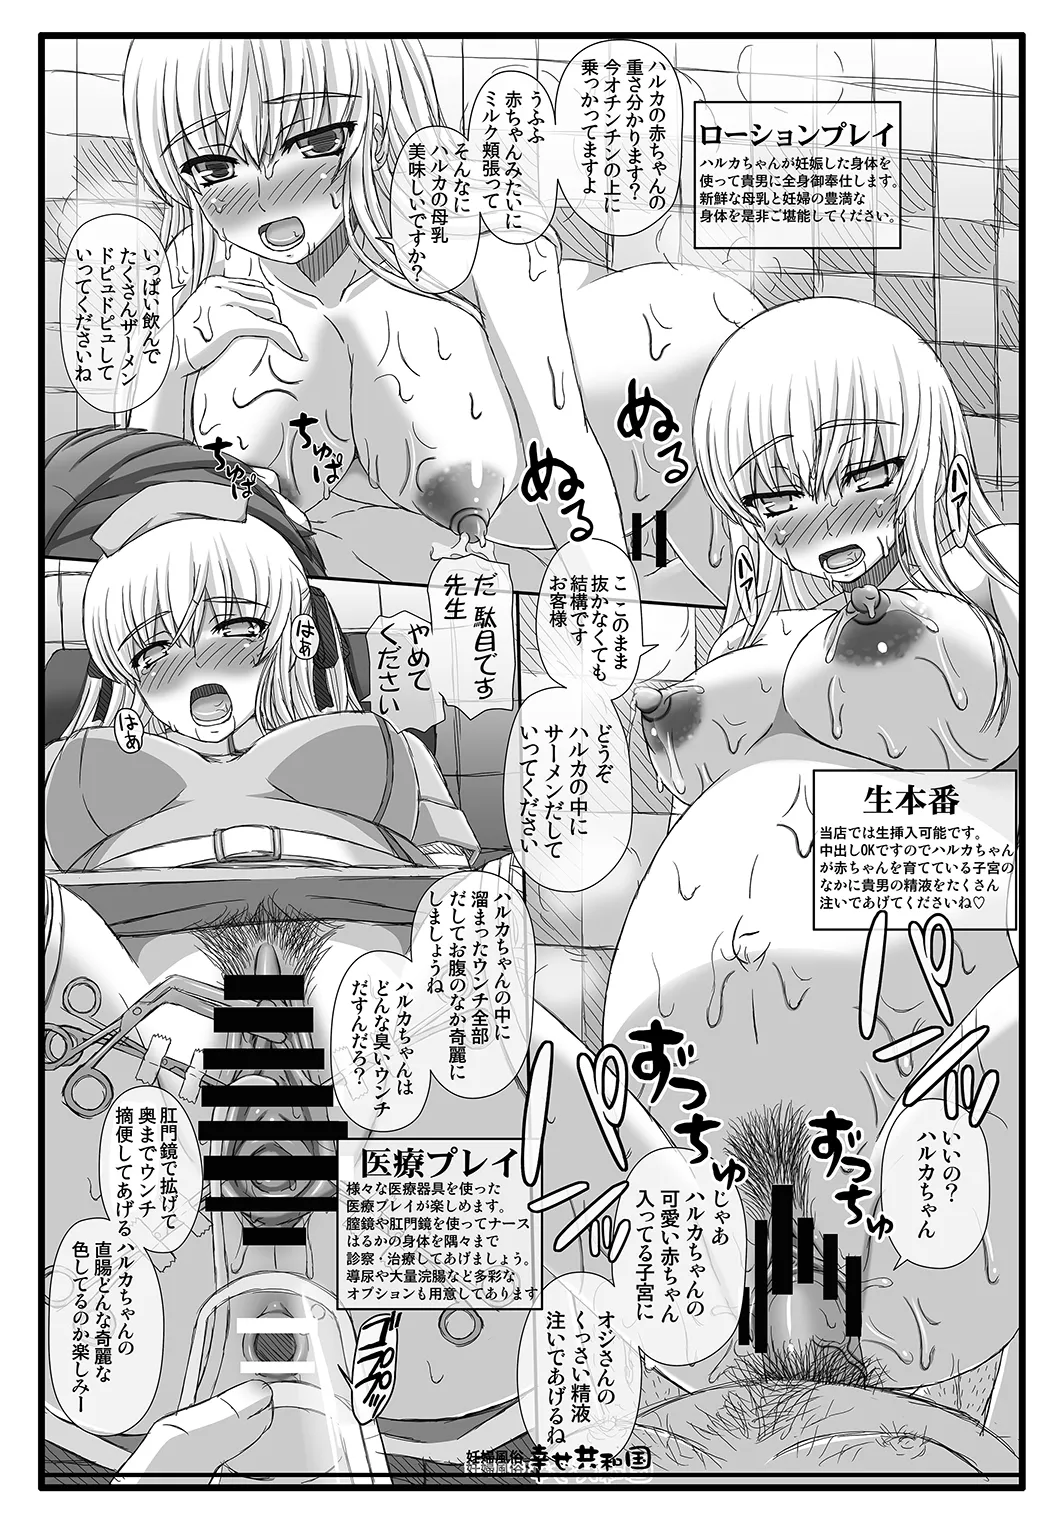 ハルカの赤ちゃんの
重さ分かります?
今オチンチンの上に
乗っかってますよ
ローションプレイ
ハルカちゃんが妊娠した身体を
使って貴男に全身御奉仕します。
新鮮な母乳と妊婦の豊満な
身体を是非ご堪能してください。
うふふ
赤ちゃんみたいに
ミルク頬張って
そんなに
ハルカの母乳
美味しいですか?
いっぱい飲んで
たくさんザーメン
ドピュドピュして
いってくださいね
ちゅぱ
ちゅぱ
ぬる
ぬる
ハァ
ハァ
こ このまま
抜かなくても
結構です
お客様
どうぞ
ハルカの中に
サーメンだして
いってください
生本番
当店では生挿入可能です。
中出しOKですのでハルカちゃん
が赤ちゃんを育てている子宮の
なかに貴男の精液をたくさん
注いであげてくださいね♡
いいの?
ハルカちゃん
じゃあ
ハルカちゃんの
可愛い赤ちゃん
入ってる子宮に
オジさんの
くっさい精液
注いであげるね
ずっちゅ
ずっちゅ
だ 駄目です
先生
やめて
ください
はぁ
はぁ
ハルカちゃんの中に
溜まったウンチ全部
だしてお腹のなか奇麗に
しましょうね
ハルカちゃんは
どんな臭いウンチ
だすんだろ?
医療プレイ
様々な医療器具を使った
医療プレイが楽しめます。
膣鏡や肛門鏡を使ってナース
はるかの身体を隅々まで
診察・治療してあげましょう。
導尿や大量浣腸など多彩な
オプションも用意してあります
肛門鏡で拡げて
奥までウンチ
摘便してあげる
ハルカちゃんの
直腸どんな奇麗な
色してるのか楽しみー
ゴプァッ
妊婦風俗 幸せ共和国